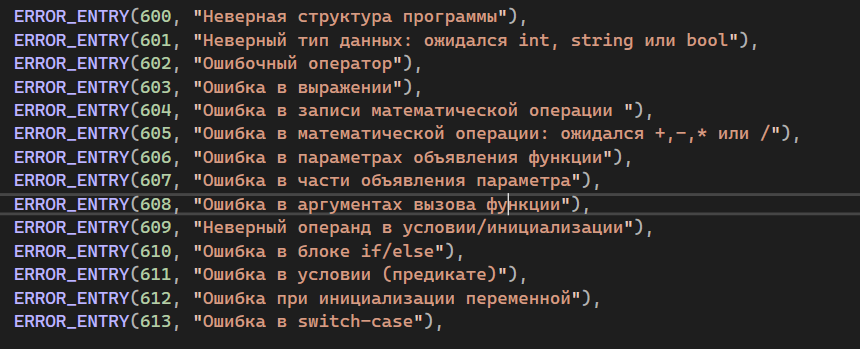 ERROR_ENTRY(600, "Неверная структура программы"),
ERROR_ENTRY(601, "Неверный тип данных: ожидался int, string или bool"),
ERROR_ENTRY(602, "Ошибочный оператор"),
ERROR_ENTRY(603, "Ошибка в выражении"),
ERROR_ENTRY(604, "Ошибка в записи математической операции "),
ERROR_ENTRY(605, "Ошибка в математической операции: ожидался +,-,* или /"),
ERROR_ENTRY(606, "Ошибка в параметрах объявления функции"),
ERROR_ENTRY(607, "Ошибка в части объявления параметра"),
ERROR_ENTRY(608, "Ошибка в аргументах вызова функции"),
ERROR_ENTRY(609, "Неверный операнд в условии/инициализации"),
ERROR_ENTRY(610, "Ошибка в блоке if/else"),
ERROR_ENTRY(611, "Ошибка в условии (предикате)"),
ERROR_ENTRY(612, "Ошибка при инициализации переменной"),
ERROR_ENTRY(613, "Ошибка в switch-case"),